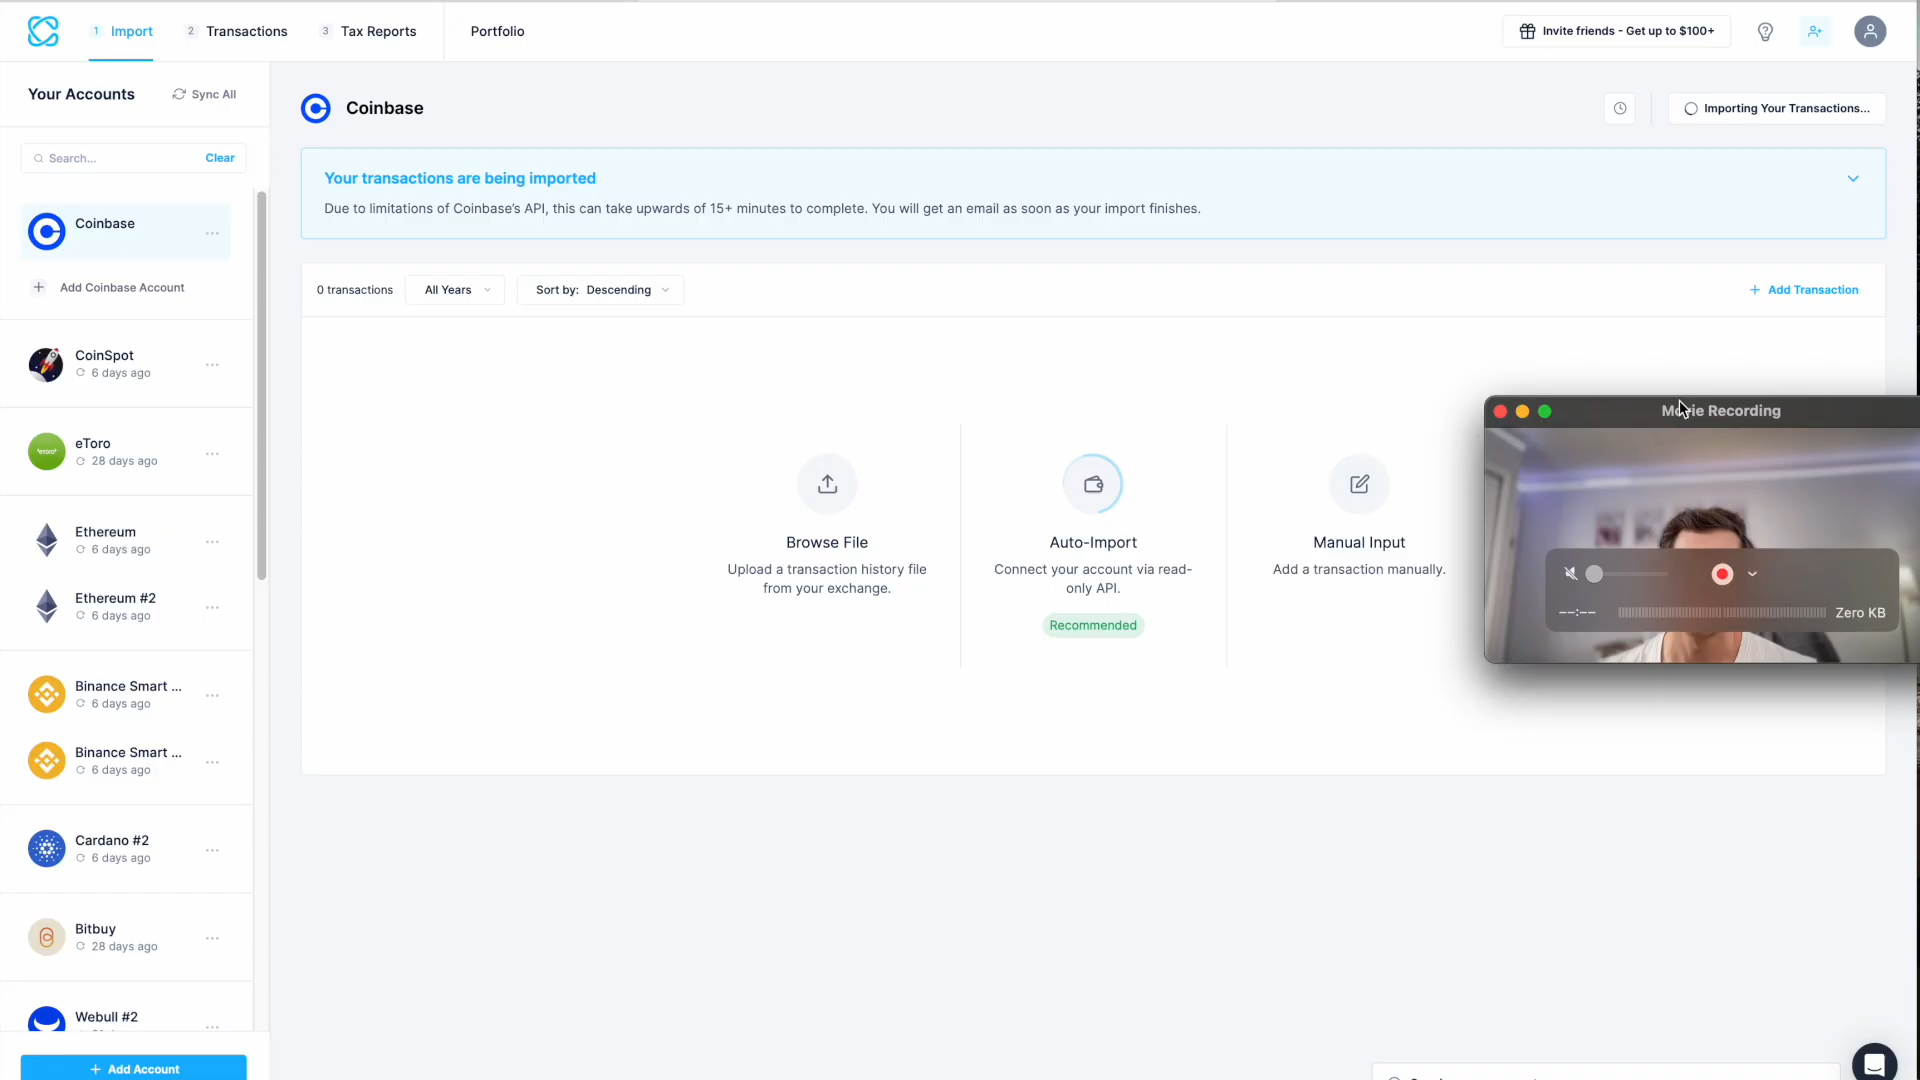 1 Import
2 Transactions
3 Tax Reports
Portfolio
Invite friends - Get up to $100+
Your Accounts
Sync All
Search...
Clear
Coinbase
Add Coinbase Account
CoinSpot
6 days ago
eToro
28 days ago
Ethereum
6 days ago
Ethereum #2
6 days ago
Binance Smart ...
6 days ago
Binance Smart ...
6 days ago
Cardano #2
6 days ago
Bitbuy
28 days ago
Webull #2
+ Add Account
Coinbase
Importing Your Transactions...
Your transactions are being imported
Due to limitations of Coinbase's API, this can take upwards of 15+ minutes to complete. You will get an email as soon as your import finishes.
0 transactions
All Years
Sort by: Descending
+ Add Transaction
Browse File
Upload a transaction history file
from your exchange.
Auto-Import
Connect your account via read-
only API.
Recommended
Manual Input
Add a transaction manually.
Movie Recording
--:--
Zero KB